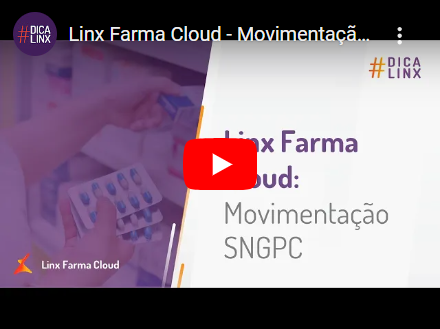 #DICA
LINX
Linx Farma Cloud - Movimentaçã...
#DICA
LINX
Linx Farma
Cloud:
Movimentação
SNGPC
Linx Farma Cloud